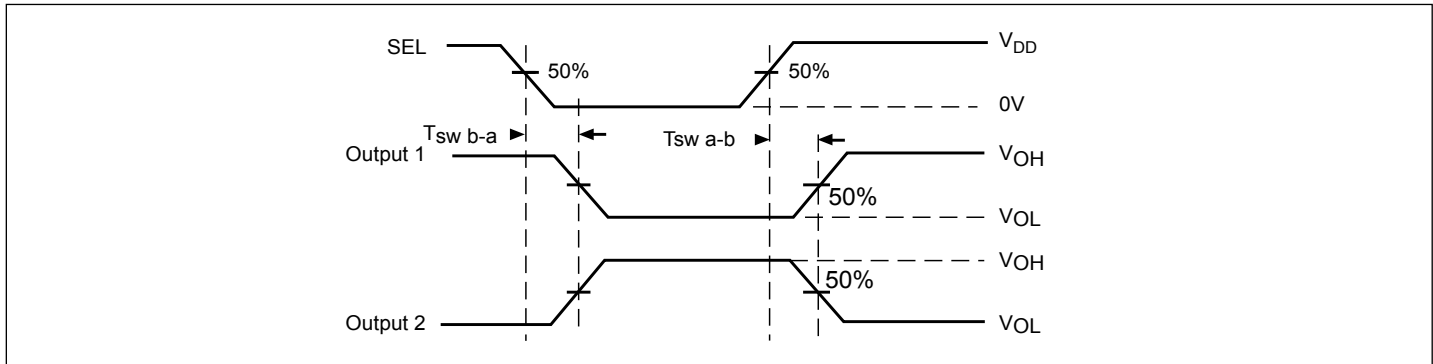 SEL 50% 50% VDD
0V
Tsw b-a Tsw a-b
Output 1 VOH
50%
VOL
VOH
50%
Output 2 VOL